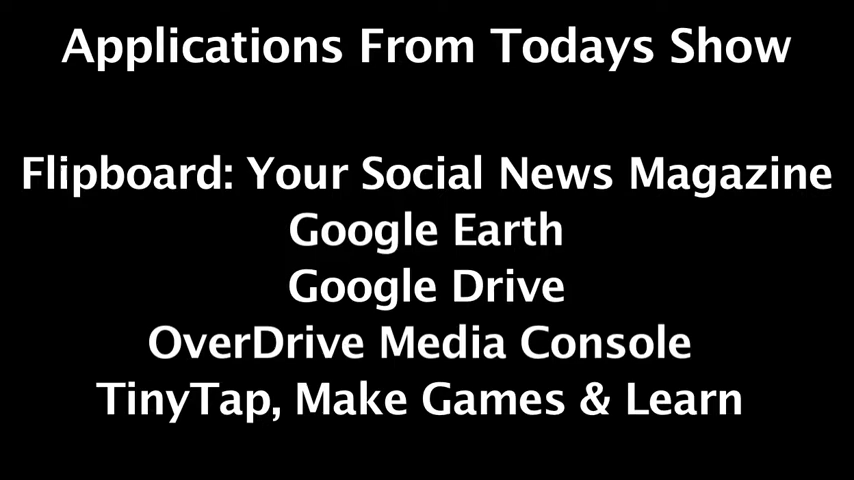 Applications From Todays Show
Flipboard: Your Social News Magazine
Google Earth
Google Drive
OverDrive Media Console
TinyTap, Make Games & Learn